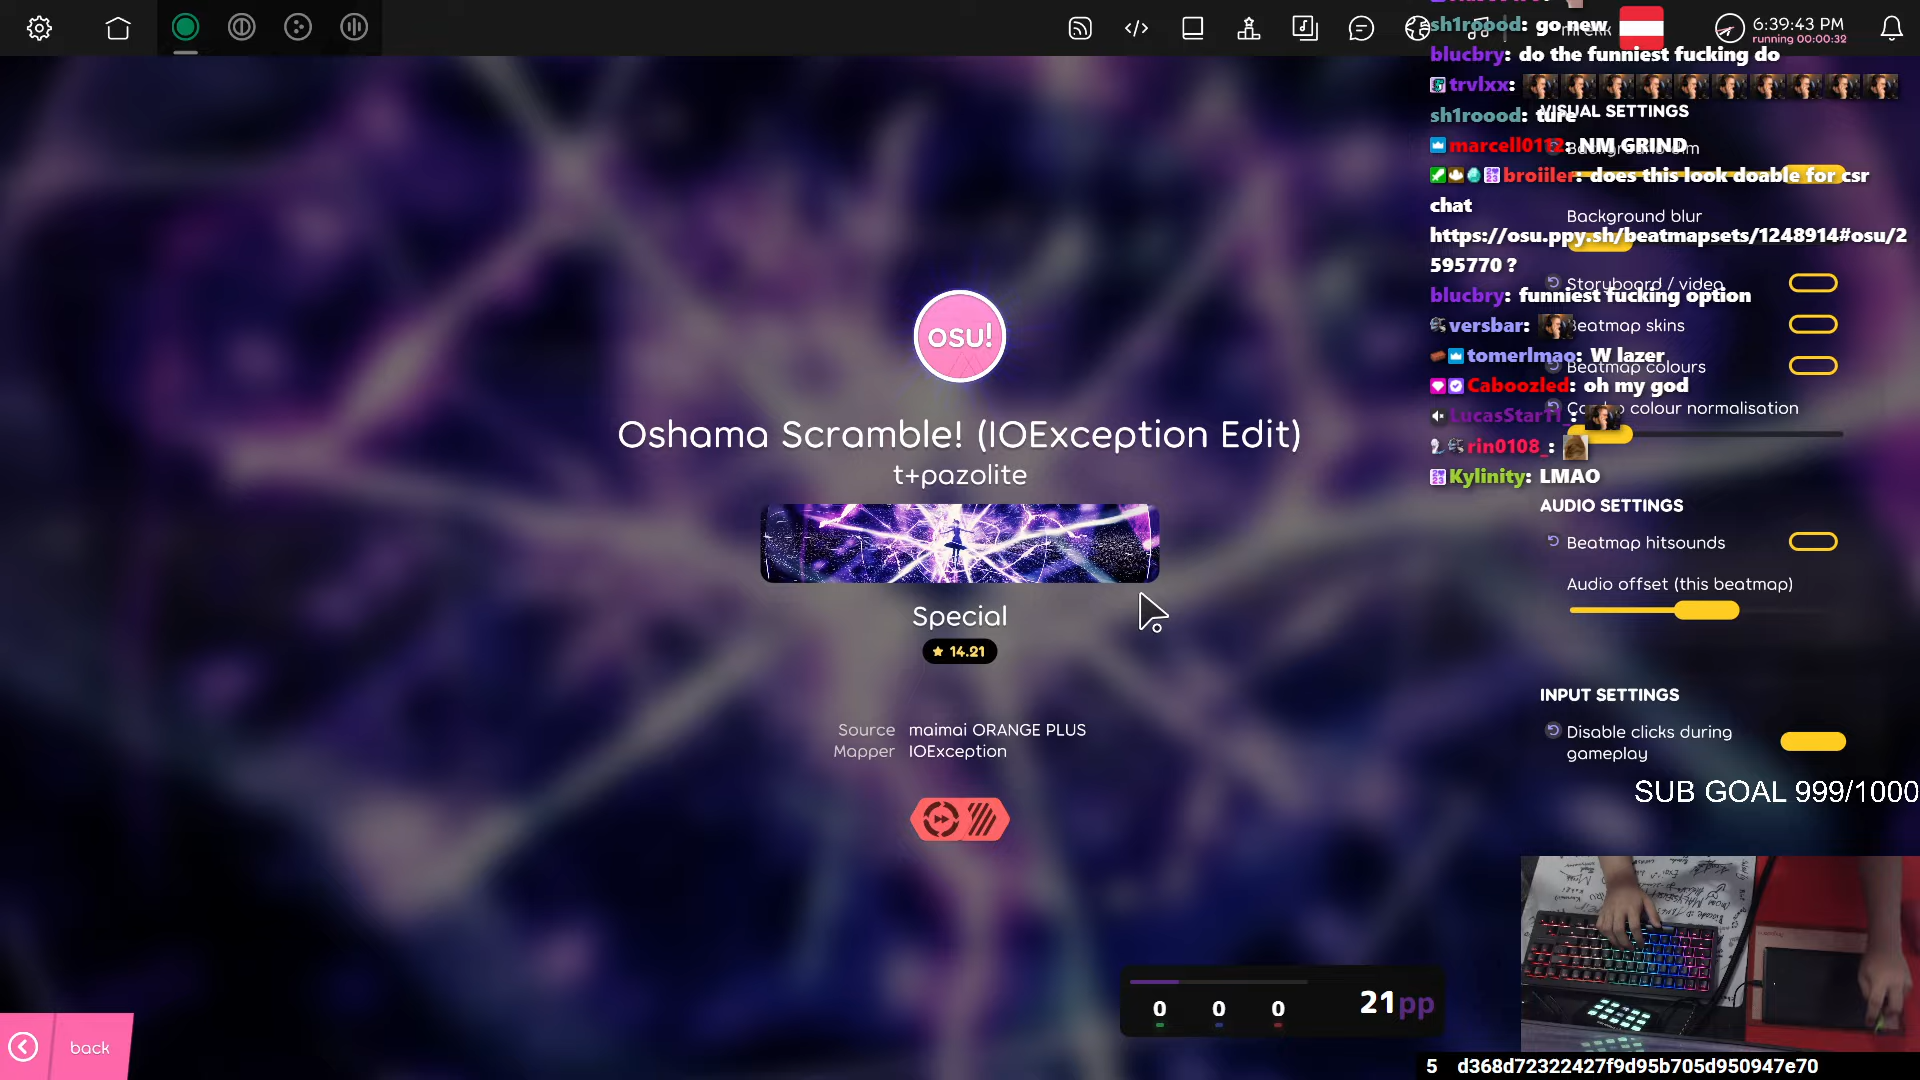 sh1roood: go new
mrekk
6:39:43 PM
running 00:00:32
blucbry: do the funniest fucking do
trvlxx:
VISUAL SETTINGS
sh1roood: ture
marcell0112: NM GRIND
Background dim
broiiler: does this look doable for csr
chat
Background blur
https://osu.ppy.sh/beatmapsets/1248914#osu/2
595770 ?
Storyboard / video
blucbry: funniest fucking option
versbar:
Beatmap skins
tomerlmao: W lazer
Beatmap colours
Caboozled: oh my god
LucasStar11_:
Combo colour normalisation
rin0108_:
Kylinity: LMAO
osu!
Oshama Scramble! (IOException Edit)
t+pazolite
Special
14.21
Source maimai ORANGE PLUS
Mapper IOException
AUDIO SETTINGS
Beatmap hitsounds
Audio offset (this beatmap)
INPUT SETTINGS
Disable clicks during
gameplay
SUB GOAL 999/1000
0 0 0 21pp
back
5 d368d72322427f9d95b705d950947e70